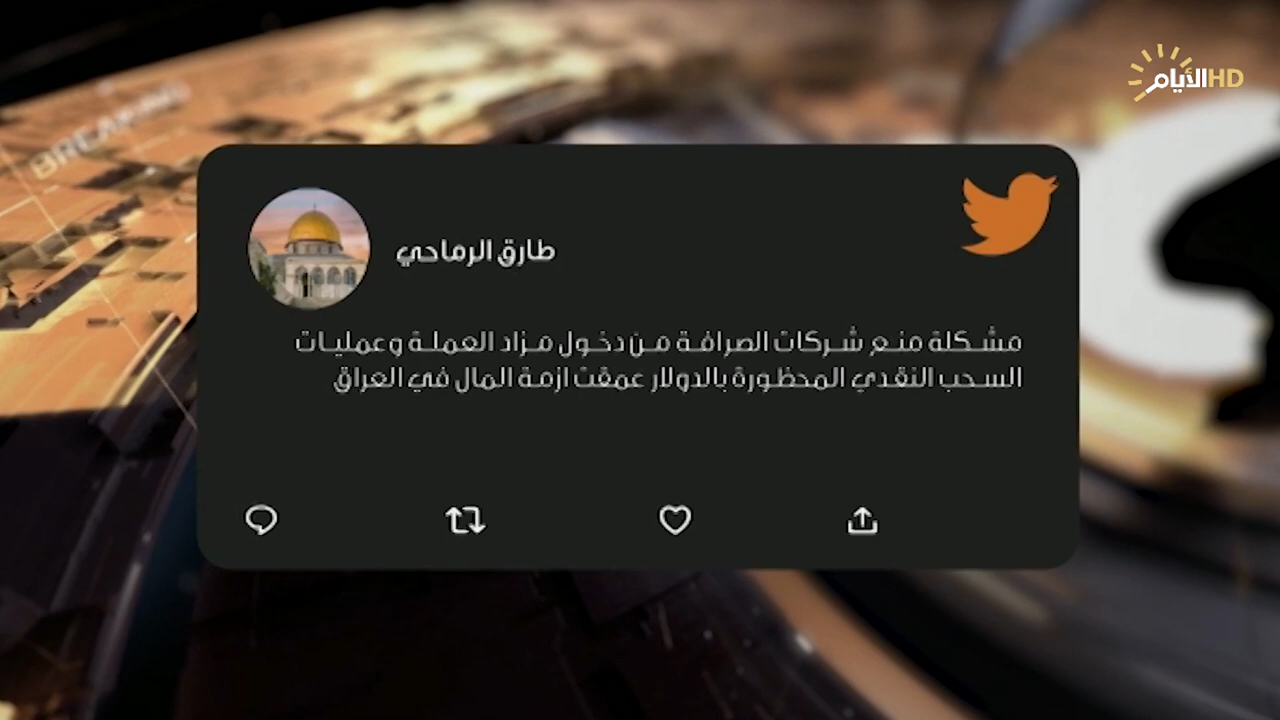 الأيام HD
BREAKING
طارق الرماحي
مشكلة منع شركات الصرافة من دخول مزاد العملة وعمليات
السحب النقدي المحظورة بالدولار عمقت ازمة المال في العراق